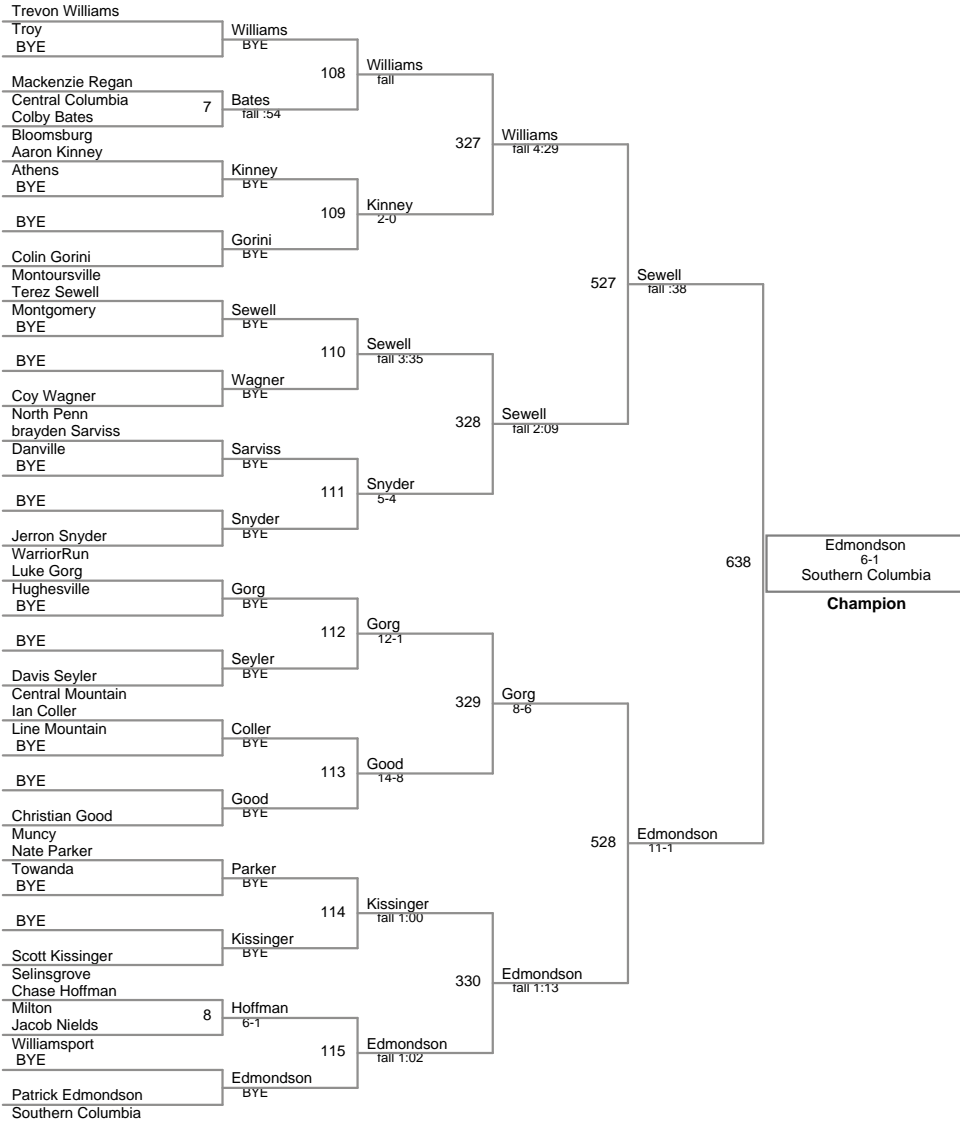 Trevon Williams
Troy
BYE
Mackenzie Regan
Central Columbia
7
Colby Bates
Bloomsburg
Aaron Kinney
Athens
BYE
BYE
Colin Gorini
Montoursville
Terez Sewell
Montgomery
BYE
BYE
Coy Wagner
North Penn
brayden Sarviss
Danville
BYE
BYE
Jerron Snyder
WarriorRun
Luke Gorg
Hughesville
BYE
BYE
Davis Seyler
Central Mountain
Ian Coller
Line Mountain
BYE
BYE
Christian Good
Muncy
Nate Parker
Towanda
BYE
BYE
Scott Kissinger
Selinsgrove
Chase Hoffman
Milton
8
Jacob Nields
Williamsport
BYE
Patrick Edmondson
Southern Columbia
Williams
BYE
108
Bates
fall :54
Kinney
BYE
109
Gorini
BYE
Sewell
BYE
110
Wagner
BYE
Sarviss
BYE
111
Snyder
BYE
Gorg
BYE
112
Seyler
BYE
Coller
BYE
113
Good
BYE
Parker
BYE
114
Kissinger
BYE
Hoffman
6-1
115
Edmondson
BYE
Williams
fall
327
Kinney
2-0
Sewell
fall 3:35
328
Snyder
5-4
Gorg
12-1
329
Good
14-8
Kissinger
fall 1:00
330
Edmondson
fall 1:02
Williams
fall 4:29
527
Sewell
fall 2:09
Gorg
8-6
528
Edmondson
fall 1:13
Sewell
fall :38
638
Edmondson
11-1
Edmondson
6-1
Southern Columbia
Champion